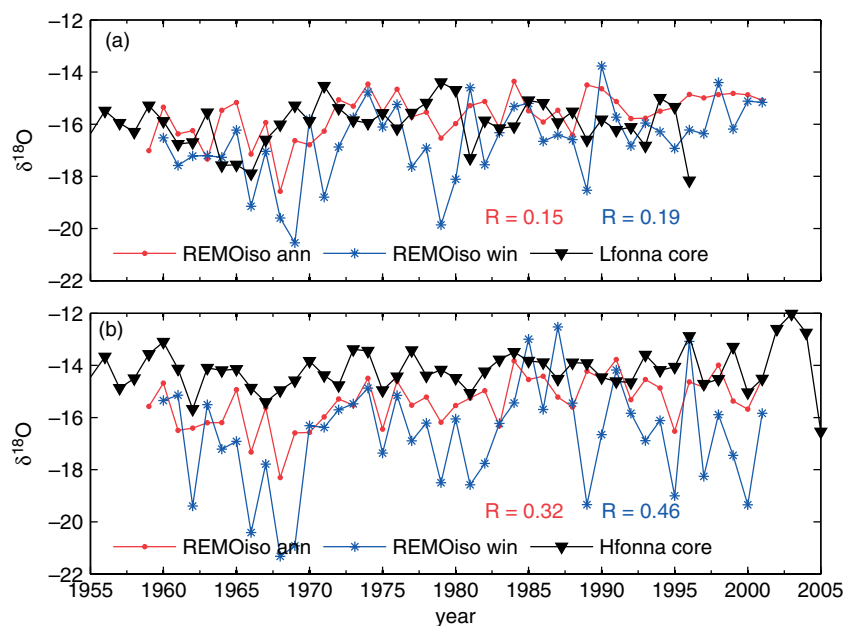 (a)
−12
−14
−16
−18
−20
−22
δ¹⁸O
R = 0.15 R = 0.19
REMOiso ann REMOiso win Lfonna core
(b)
−12
−14
−16
−18
−20
−22
δ¹⁸O
R = 0.32 R = 0.46
REMOiso ann REMOiso win Hfonna core
1955 1960 1965 1970 1975 1980 1985 1990 1995 2000 2005
year